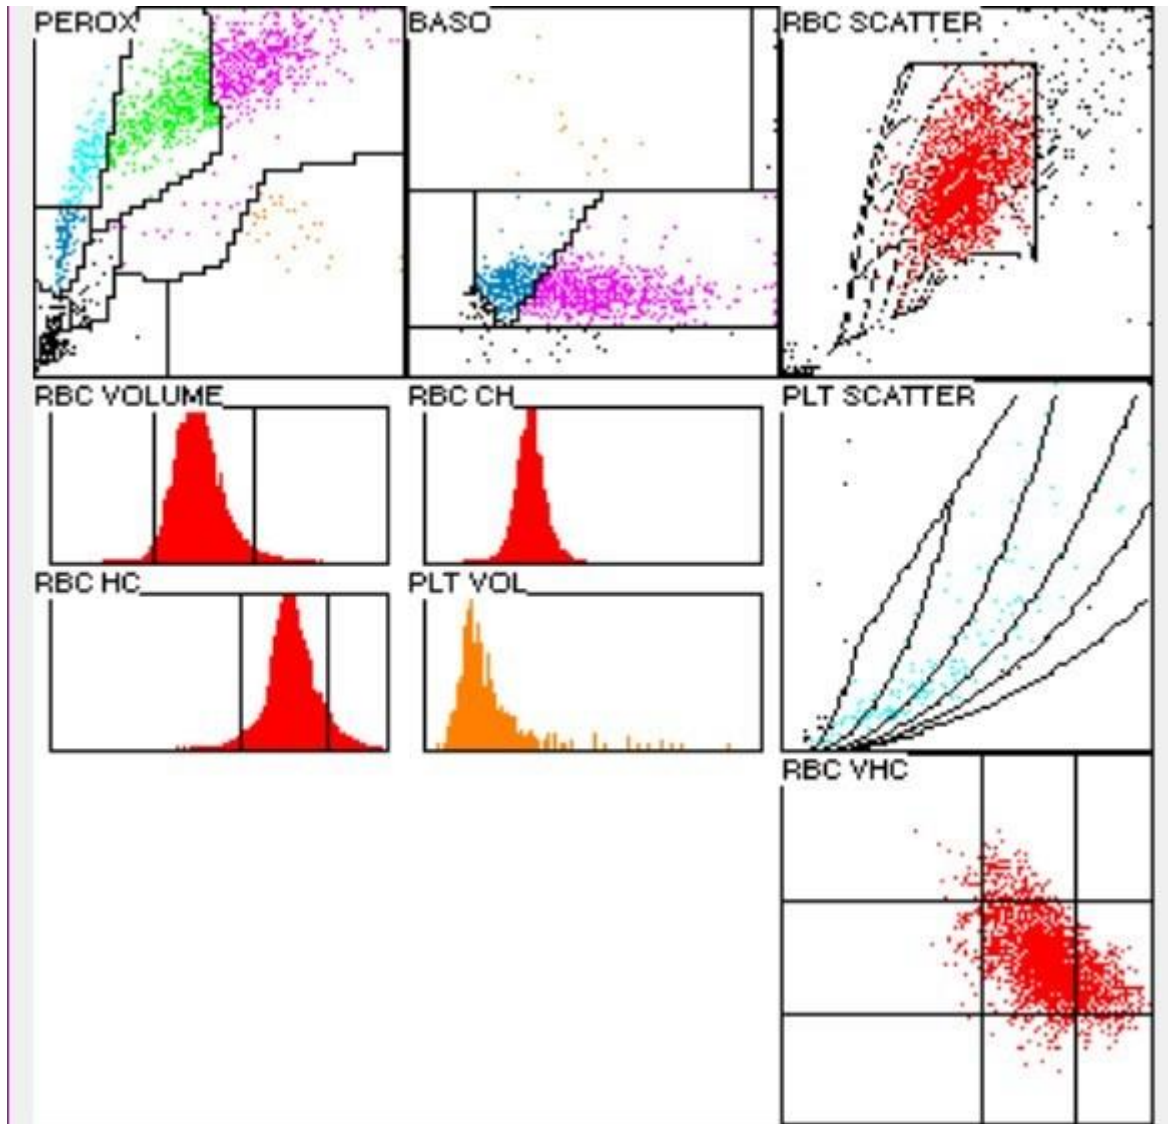 PEROX
BASO
RBC SCATTER
RBC VOLUME
RBC CH
PLT SCATTER
RBC HC
PLT VOL
RBC VHC